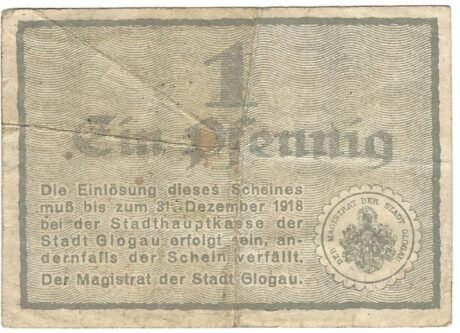 1
Ein Pfennig
Die Einlösung dieses Scheines
muß bis zum 31. Dezember 1918
bei der Stadthauptkasse der
Stadt Glogau erfolgt sein, an-
dernfalls der Schein verfällt.
Der Magistrat der Stadt Glogau.
DER MAGISTRAT DER STADT GLOGAU